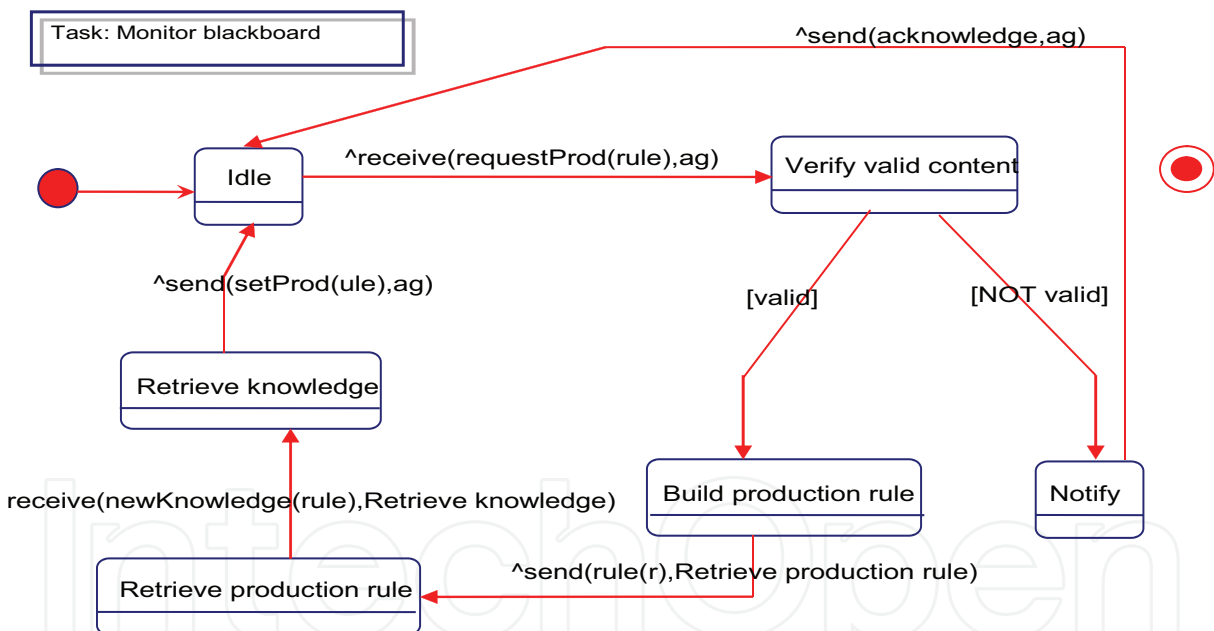 Task: Monitor blackboard
^send(acknowledge,ag)
^receive(requestProd(rule),ag)
Idle
Verify valid content
^send(setProd(ule),ag)
[valid]
[NOT valid]
Retrieve knowledge
receive(newKnowledge(rule),Retrieve knowledge)
Build production rule
Notify
^send(rule(r),Retrieve production rule)
Retrieve production rule
IntechOpen